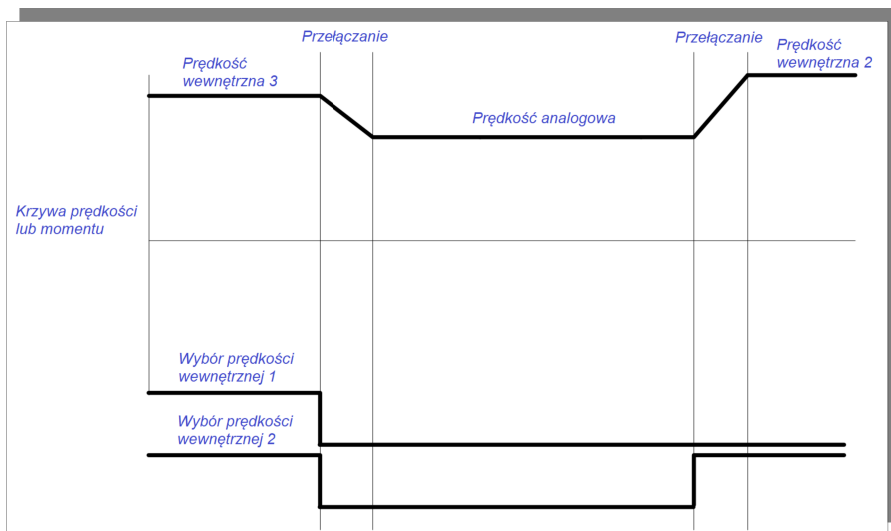 Przełączanie
Przełączanie
Prędkość
wewnętrzna 2
Prędkość
wewnętrzna 3
Prędkość analogowa
Krzywa prędkości
lub momentu
Wybór prędkości
wewnętrznej 1
Wybór prędkości
wewnętrznej 2